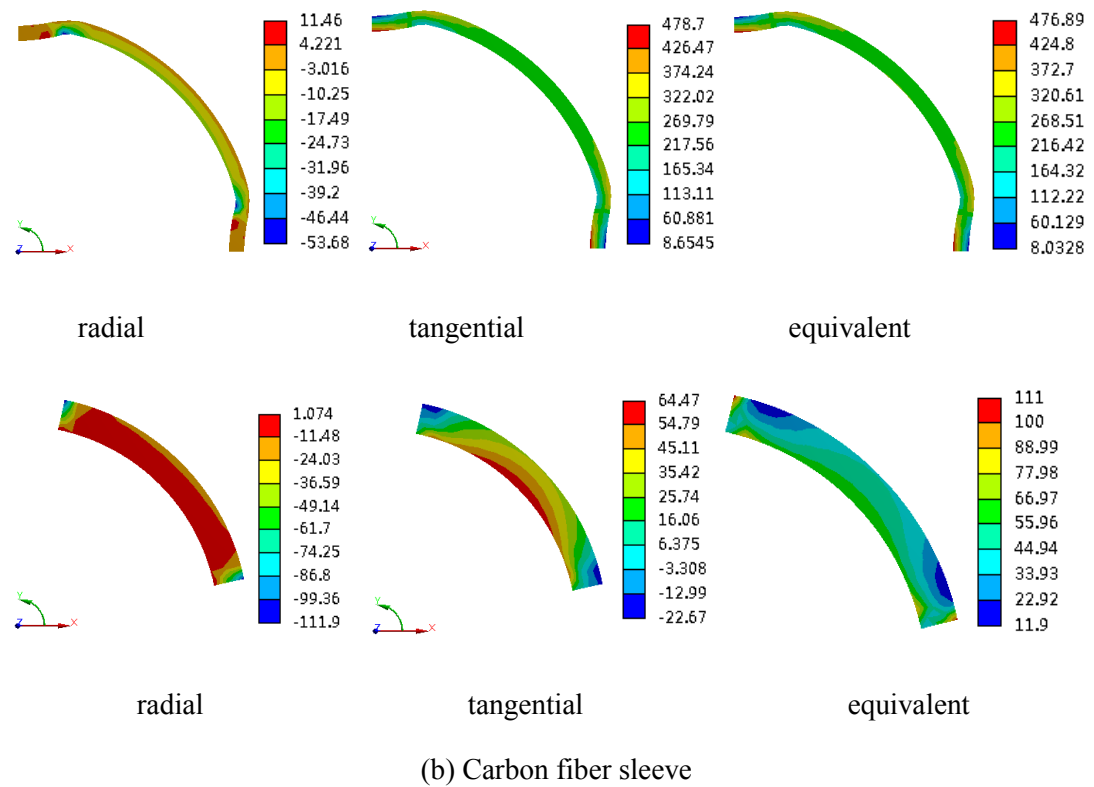 11.46
4.221
-3.016
-10.25
-17.49
-24.73
-31.96
-39.2
-46.44
-53.68
Y
Z
X
478.7
426.47
374.24
322.02
269.79
217.56
165.34
113.11
60.881
8.6545
Y
Z
X
476.89
424.8
372.7
320.61
268.51
216.42
164.32
112.22
60.129
8.0328
Y
Z
X
radial
tangential
equivalent
1.074
-11.48
-24.03
-36.59
-49.14
-61.7
-74.25
-86.8
-99.36
-111.9
Y
Z
X
64.47
54.79
45.11
35.42
25.74
16.06
6.375
-3.308
-12.99
-22.67
Y
Z
X
111
100
88.99
77.98
66.97
55.96
44.94
33.93
22.92
11.9
Y
Z
X
radial
tangential
equivalent
(b) Carbon fiber sleeve